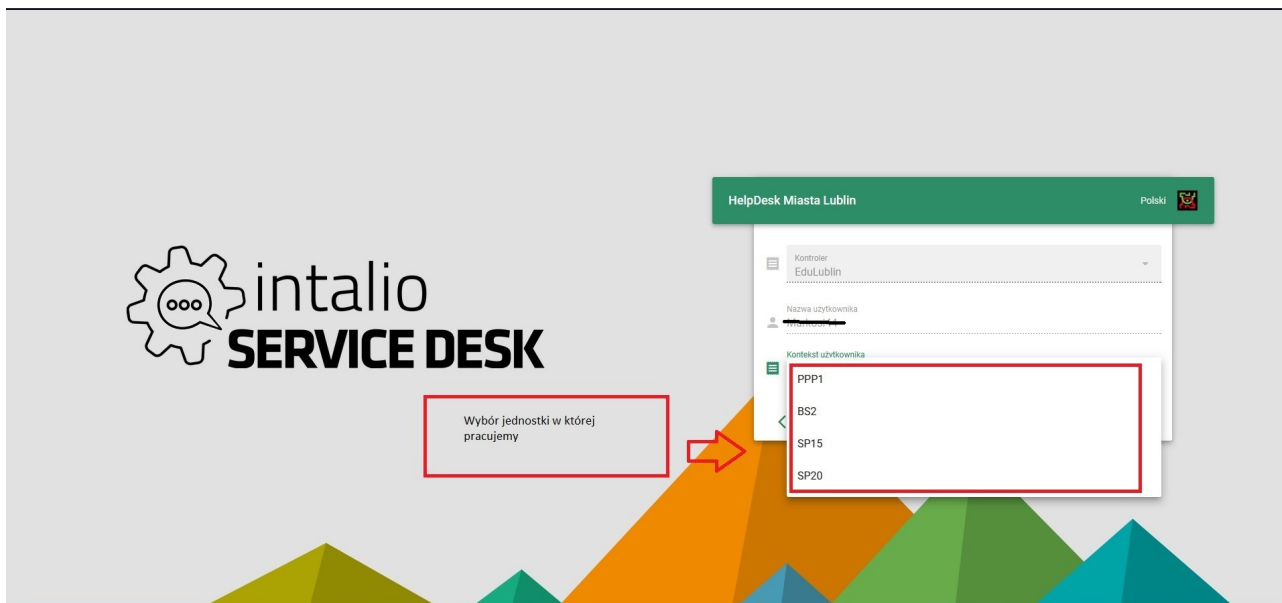 intalio
SERVICE DESK
Wybór jednostki w której
pracujemy
HelpDesk Miasta Lublin
Polski
Kontroler
EduLublin
Nazwa użytkownika
Kontekst użytkownika
PPP1
BS2
SP15
SP20